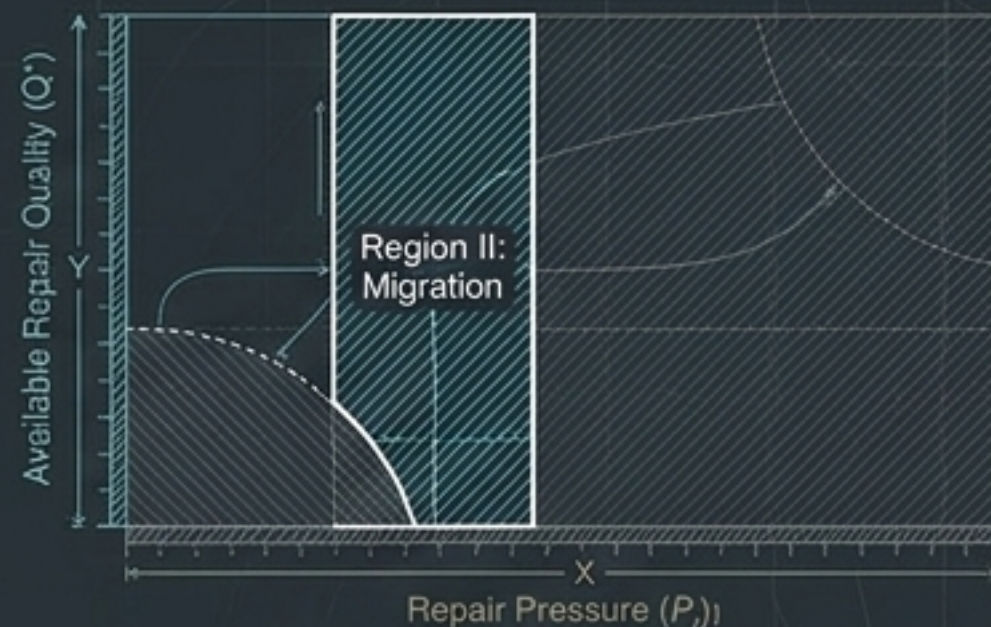 Available Repair Quality (Q*)
Y
Region II:
Migration
X
Repair Pressure